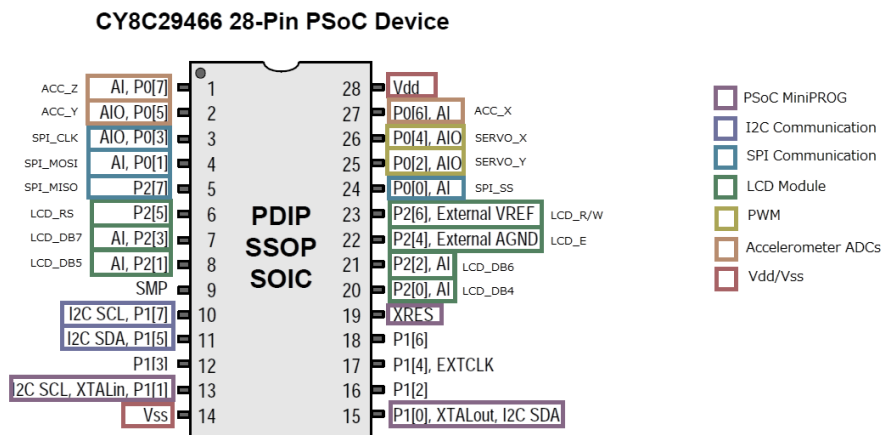 CY8C29466 28-Pin PSoC Device
ACC_Z AI, P0[7] 1 28 Vdd
ACC_Y AIO, P0[5] 2 27 P0[6], AI ACC_X
SPI_CLK AIO, P0[3] 3 26 P0[4], AIO SERVO_X
SPI_MOSI AI, P0[1] 4 25 P0[2], AIO SERVO_Y
SPI_MISO P2[7] 5 24 P0[0], AI SPI_SS
LCD_RS P2[5] 6 23 P2[6], External VREF LCD_R/W
LCD_DB7 AI, P2[3] 7 22 P2[4], External AGND LCD_E
LCD_DB5 AI, P2[1] 8 21 P2[2], AI LCD_DB6
SMP 9 20 P2[0], AI LCD_DB4
I2C SCL, P1[7] 10 19 XRES
I2C SDA, P1[5] 11 18 P1[6]
P1[3] 12 17 P1[4], EXTCLK
I2C SCL, XTALin, P1[1] 13 16 P1[2]
Vss 14 15 P1[0], XTALout, I2C SDA
PDIP
SSOP
SOIC
PSoC MiniPROG
I2C Communication
SPI Communication
LCD Module
PWM
Accelerometer ADCs
Vdd/Vss